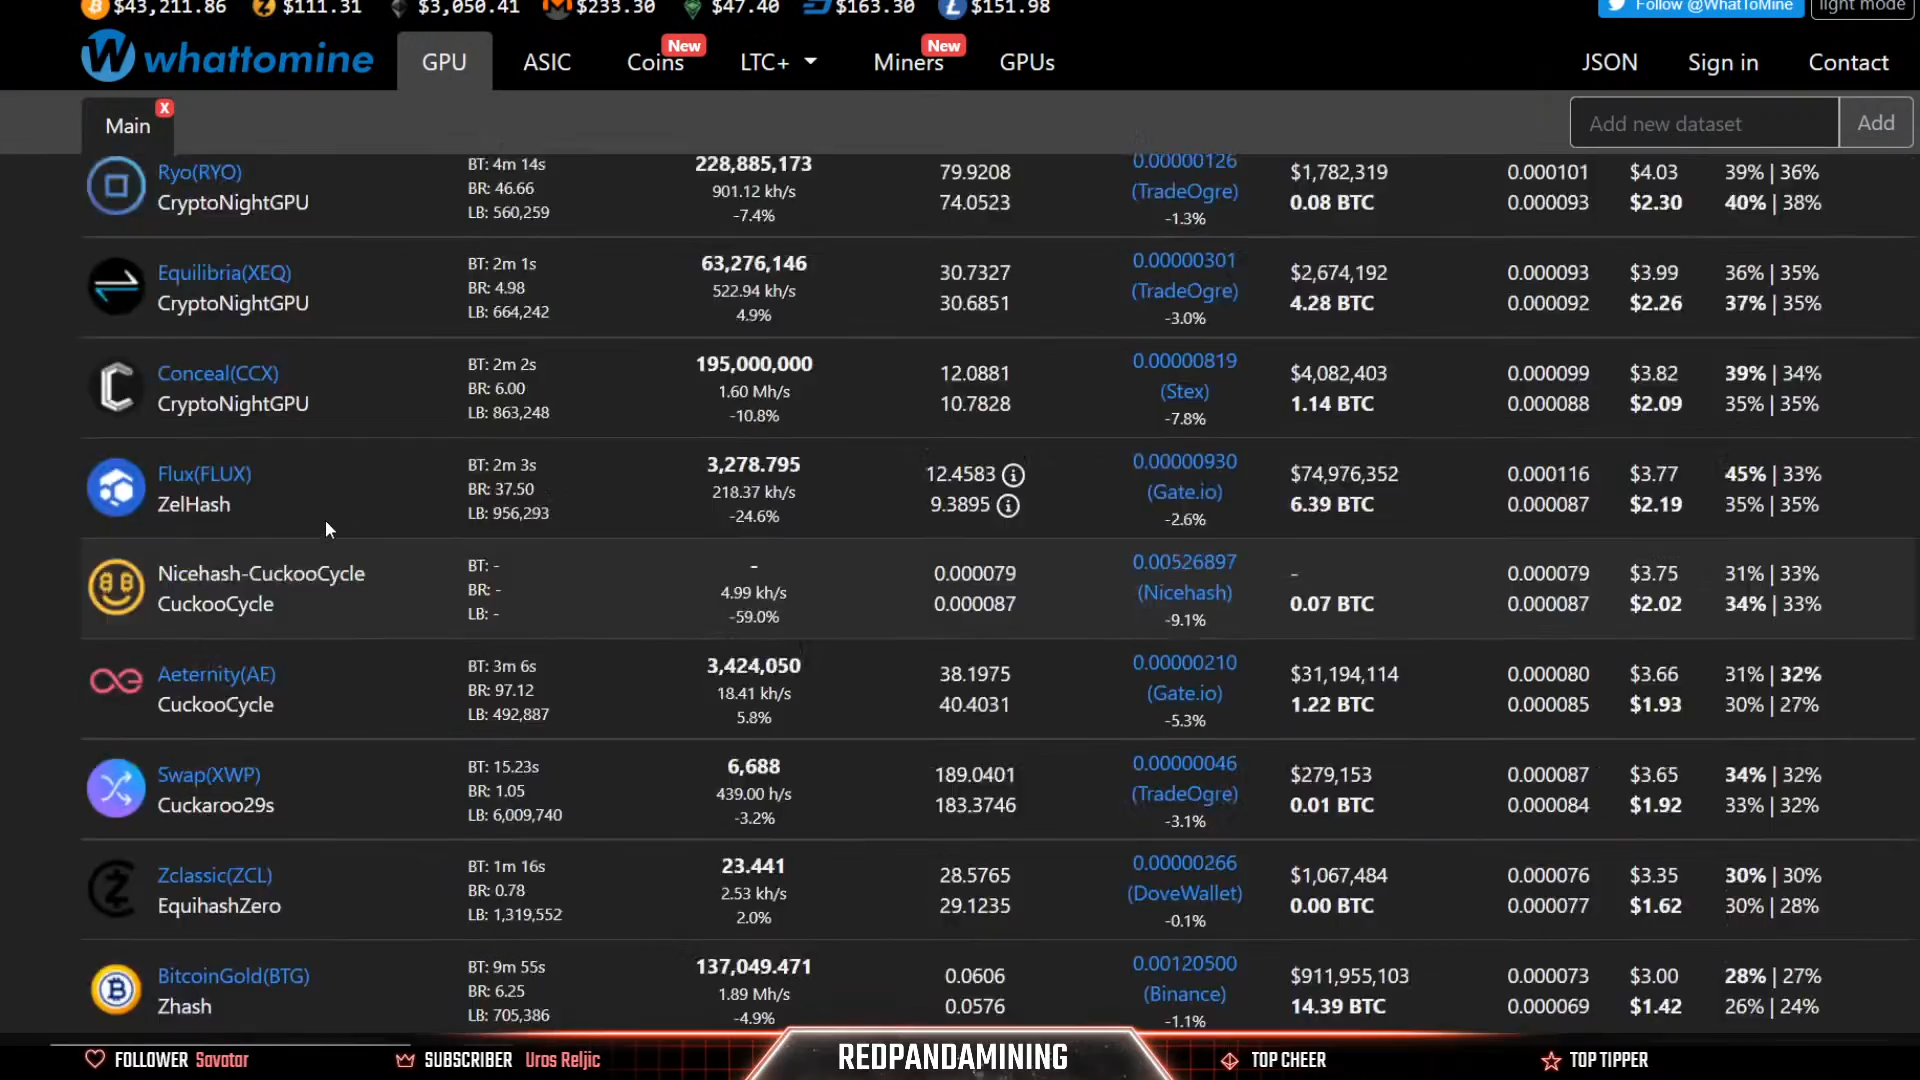 $43,211.86 $111.31 $3,050.41 $233.30 $47.40 $163.30 $151.98 Follow @WhatToMine light mode
whattomine GPU ASIC Coins New LTC+ Miners New GPUs JSON Sign in Contact
Main x Add new dataset Add
Ryo(RYO) BT: 4m 14s 228,885,173 79.9208 0.00000126 $1,782,319 0.000101 $4.03 39% | 36%
CryptoNightGPU BR: 46.66 901.12 kh/s 74.0523 (TradeOgre) 0.08 BTC 0.000093 $2.30 40% | 38%
LB: 560,259 -7.4% -1.3%
Equilibria(XEQ) BT: 2m 1s 63,276,146 30.7327 0.00000301 $2,674,192 0.000093 $3.99 36% | 35%
CryptoNightGPU BR: 4.98 522.94 kh/s 30.6851 (TradeOgre) 4.28 BTC 0.000092 $2.26 37% | 35%
LB: 664,242 4.9% -3.0%
Conceal(CCX) BT: 2m 2s 195,000,000 12.0881 0.00000819 $4,082,403 0.000099 $3.82 39% | 34%
CryptoNightGPU BR: 6.00 1.60 Mh/s 10.7828 (Stex) 1.14 BTC 0.000088 $2.09 35% | 35%
LB: 863,248 -10.8% -7.8%
Flux(FLUX) BT: 2m 3s 3,278.795 12.4583 0.00000930 $74,976,352 0.000116 $3.77 45% | 33%
ZelHash BR: 37.50 218.37 kh/s 9.3895 (Gate.io) 6.39 BTC 0.000087 $2.19 35% | 35%
LB: 956,293 -24.6% -2.6%
Nicehash-CuckooCycle BT: - - 0.000079 0.00526897 - 0.000079 $3.75 31% | 33%
CuckooCycle BR: - 4.99 kh/s 0.000087 (Nicehash) 0.07 BTC 0.000087 $2.02 34% | 33%
LB: - -59.0% -9.1%
Aeternity(AE) BT: 3m 6s 3,424,050 38.1975 0.00000210 $31,194,114 0.000080 $3.66 31% | 32%
CuckooCycle BR: 97.12 18.41 kh/s 40.4031 (Gate.io) 1.22 BTC 0.000085 $1.93 30% | 27%
LB: 492,887 5.8% -5.3%
Swap(XWP) BT: 15.23s 6,688 189.0401 0.00000046 $279,153 0.000087 $3.65 34% | 32%
Cuckaroo29s BR: 1.05 439.00 h/s 183.3746 (TradeOgre) 0.01 BTC 0.000084 $1.92 33% | 32%
LB: 6,009,740 -3.2% -3.1%
Zclassic(ZCL) BT: 1m 16s 23.441 28.5765 0.00000266 $1,067,484 0.000076 $3.35 30% | 30%
EquihashZero BR: 0.78 2.53 kh/s 29.1235 (DoveWallet) 0.00 BTC 0.000077 $1.62 30% | 28%
LB: 1,319,552 2.0% -0.1%
BitcoinGold(BTG) BT: 9m 55s 137,049.471 0.0606 0.00120500 $911,955,103 0.000073 $3.00 28% | 27%
Zhash BR: 6.25 1.89 Mh/s 0.0576 (Binance) 14.39 BTC 0.000069 $1.42 26% | 24%
LB: 705,386 -4.9% -1.1%
FOLLOWER Savatar SUBSCRIBER Uros Reljic REDPANDAMINING TOP CHEER TOP TIPPER